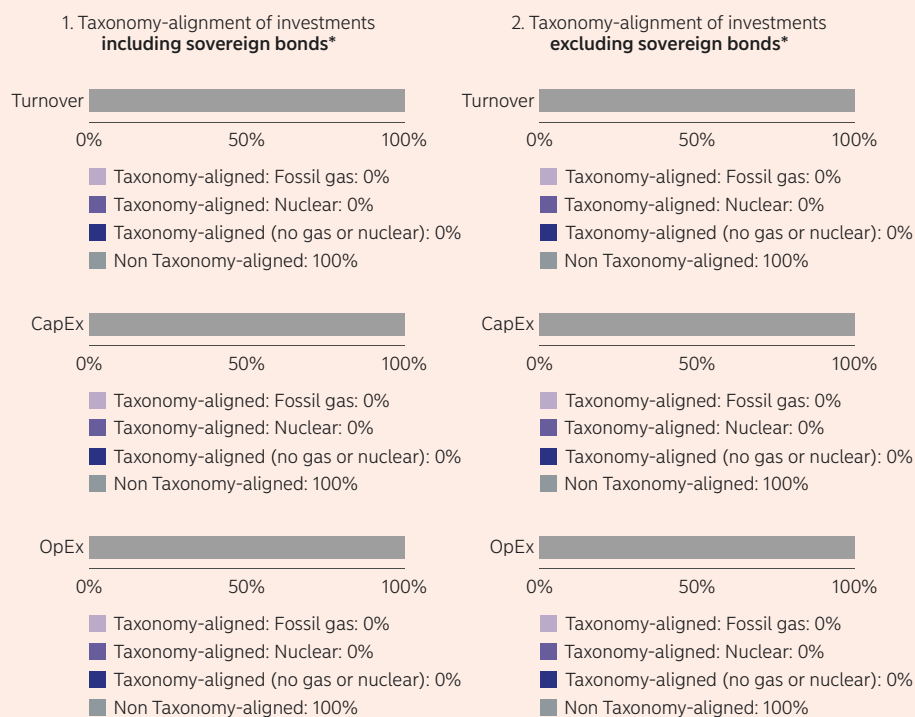 1. Taxonomy-alignment of investments
including sovereign bonds*
Turnover
0% 50% 100%
Taxonomy-aligned: Fossil gas: 0%
Taxonomy-aligned: Nuclear: 0%
Taxonomy-aligned (no gas or nuclear): 0%
Non Taxonomy-aligned: 100%
CapEx
0% 50% 100%
Taxonomy-aligned: Fossil gas: 0%
Taxonomy-aligned: Nuclear: 0%
Taxonomy-aligned (no gas or nuclear): 0%
Non Taxonomy-aligned: 100%
OpEx
0% 50% 100%
Taxonomy-aligned: Fossil gas: 0%
Taxonomy-aligned: Nuclear: 0%
Taxonomy-aligned (no gas or nuclear): 0%
Non Taxonomy-aligned: 100%
2. Taxonomy-alignment of investments
excluding sovereign bonds*
Turnover
0% 50% 100%
Taxonomy-aligned: Fossil gas: 0%
Taxonomy-aligned: Nuclear: 0%
Taxonomy-aligned (no gas or nuclear): 0%
Non Taxonomy-aligned: 100%
CapEx
0% 50% 100%
Taxonomy-aligned: Fossil gas: 0%
Taxonomy-aligned: Nuclear: 0%
Taxonomy-aligned (no gas or nuclear): 0%
Non Taxonomy-aligned: 100%
OpEx
0% 50% 100%
Taxonomy-aligned: Fossil gas: 0%
Taxonomy-aligned: Nuclear: 0%
Taxonomy-aligned (no gas or nuclear): 0%
Non Taxonomy-aligned: 100%